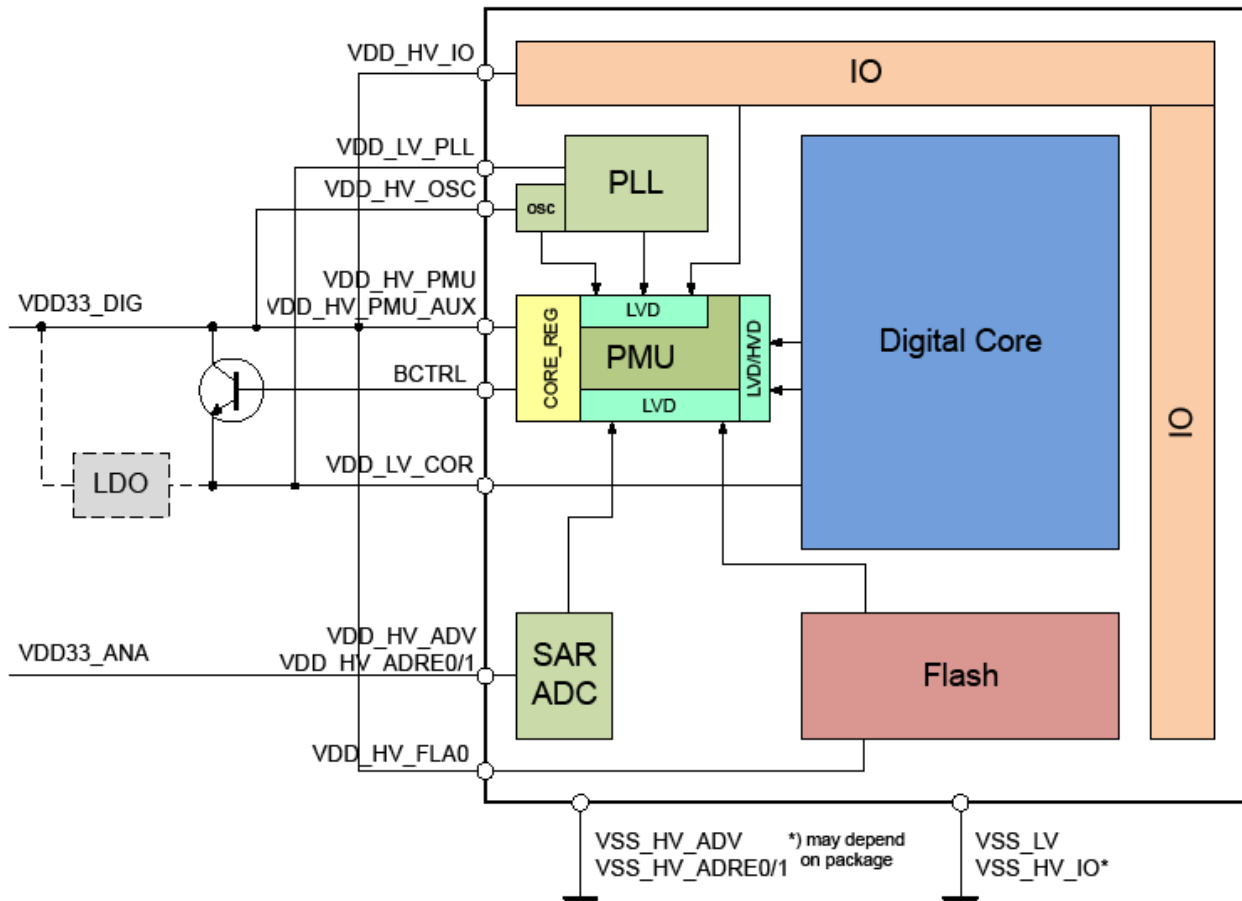 VDD_HV_IO
IO
VDD_LV_PLL
VDD_HV_OSC
PLL
osc
VDD_HV_PMU
VDD_HV_PMU_AUX
VDD33_DIG
LVD
CORE_REG
PMU
LVD/HVD
Digital Core
BCTRL
LVD
IO
VDD_LV_COR
LDO
VDD_HV_ADV
VDD_HV_ADRE0/1
VDD33_ANA
SAR
ADC
Flash
VDD_HV_FLA0
VSS_HV_ADV
VSS_HV_ADRE0/1
*) may depend
on package
VSS_LV
VSS_HV_IO*